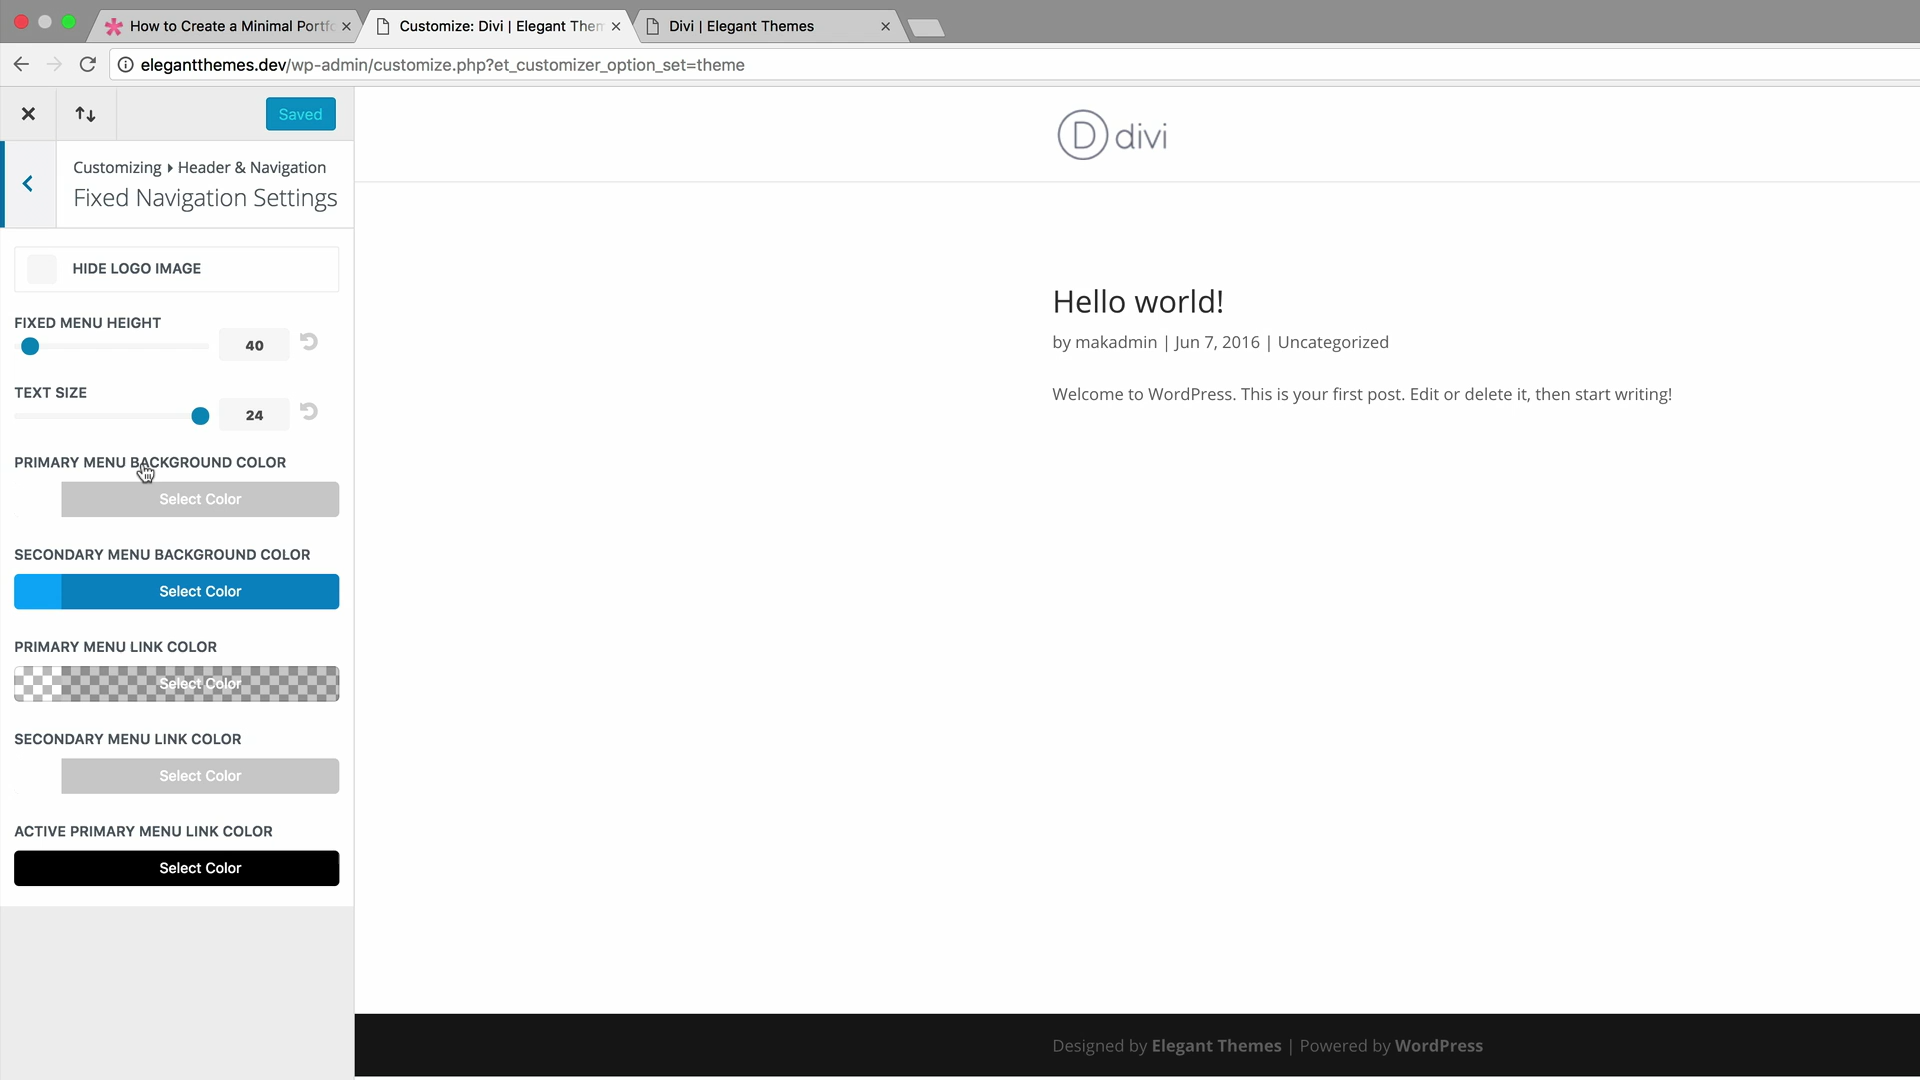 How to Create a Minimal Portfo
Customize: Divi | Elegant Them
Divi | Elegant Themes
elegantthemes.dev/wp-admin/customize.php?et_customizer_option_set=theme
Saved
Customizing ▸ Header & Navigation
Fixed Navigation Settings
HIDE LOGO IMAGE
FIXED MENU HEIGHT
40
TEXT SIZE
24
PRIMARY MENU BACKGROUND COLOR
Select Color
SECONDARY MENU BACKGROUND COLOR
Select Color
PRIMARY MENU LINK COLOR
Select Color
SECONDARY MENU LINK COLOR
Select Color
ACTIVE PRIMARY MENU LINK COLOR
Select Color
D divi
Hello world!
by makadmin | Jun 7, 2016 | Uncategorized
Welcome to WordPress. This is your first post. Edit or delete it, then start writing!
Designed by Elegant Themes | Powered by WordPress